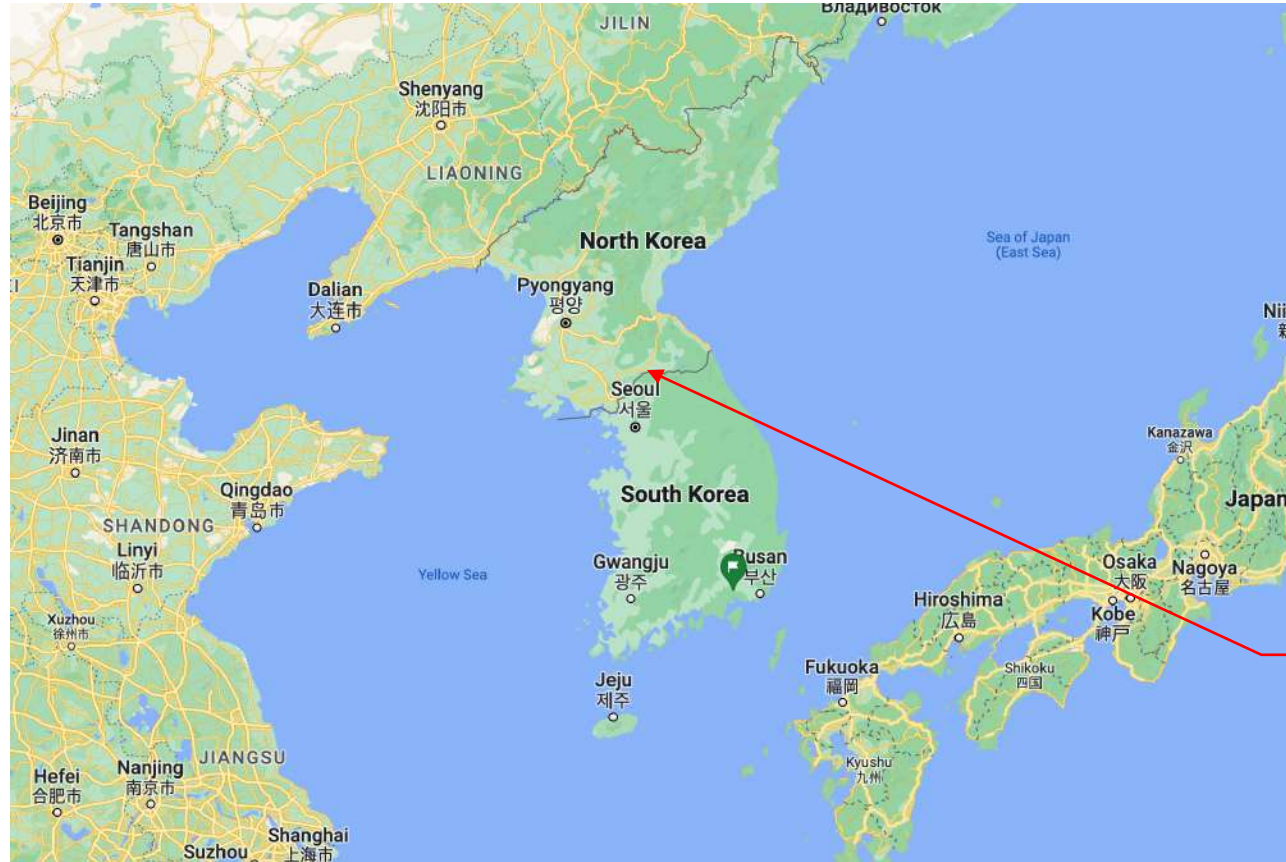 Владивосток
JILIN
Shenyang
沈阳市
LIAONING
Beijing
北京市
Tangshan
唐山市
Tianjin
天津市
North Korea
Sea of Japan
(East Sea)
Dalian
大连市
Pyongyang
평양
Seoul
서울
Jinan
济南市
Qingdao
青岛市
SHANDONG
Linyi
临沂市
Xuzhou
徐州市
Yellow Sea
South Korea
Gwangju
광주
Busan
부산
Jeju
제주
Kanazawa
金沢
Japan
Osaka
大阪
Nagoya
名古屋
Kobe
神戸
Hiroshima
広島
Shikoku
四国
Fukuoka
福岡
Kyushu
九州
JIANGSU
Hefei
合肥市
Nanjing
南京市
Suzhou
Shanghai
上海市